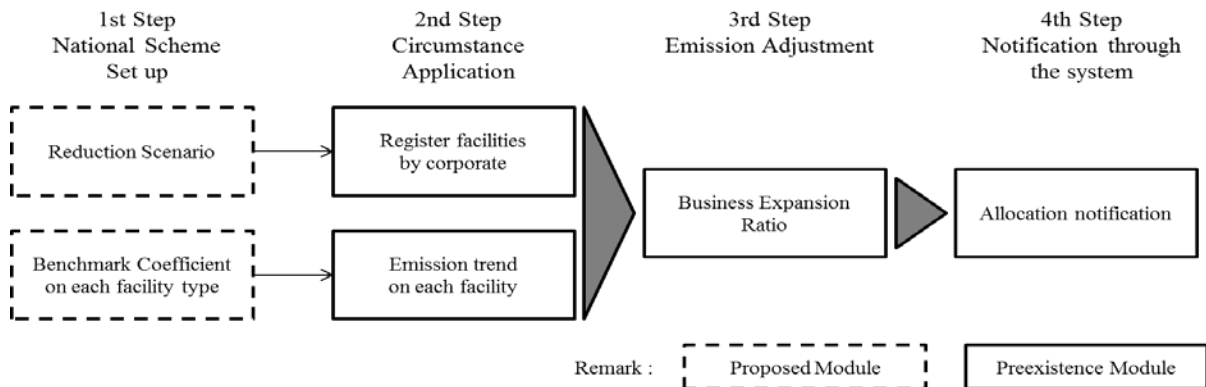 1st Step
National Scheme
Set up
2nd Step
Circumstance
Application
3rd Step
Emission Adjustment
4th Step
Notification through
the system
Reduction Scenario
Register facilities
by corporate
Benchmark Coefficient
on each facility type
Emission trend
on each facility
Business Expansion
Ratio
Allocation notification
Remark :
Proposed Module
Preexistence Module